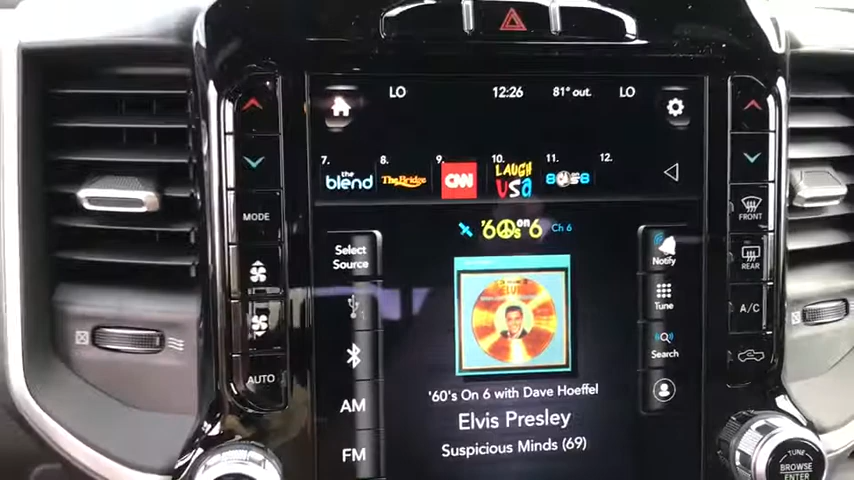 LO 12:26 81° out. LO
7. 8. 9. 10. 11. 12.
the blend
The Bridge
CNN
LAUGH USA
80s 8
'60s on 6 Ch 6
MODE
AUTO
Select Source
AM
FM
'60's On 6 with Dave Hoeffel
Elvis Presley
Suspicious Minds (69)
Notify
Tune
Search
FRONT
REAR
A/C
TUNE
BROWSE
ENTER